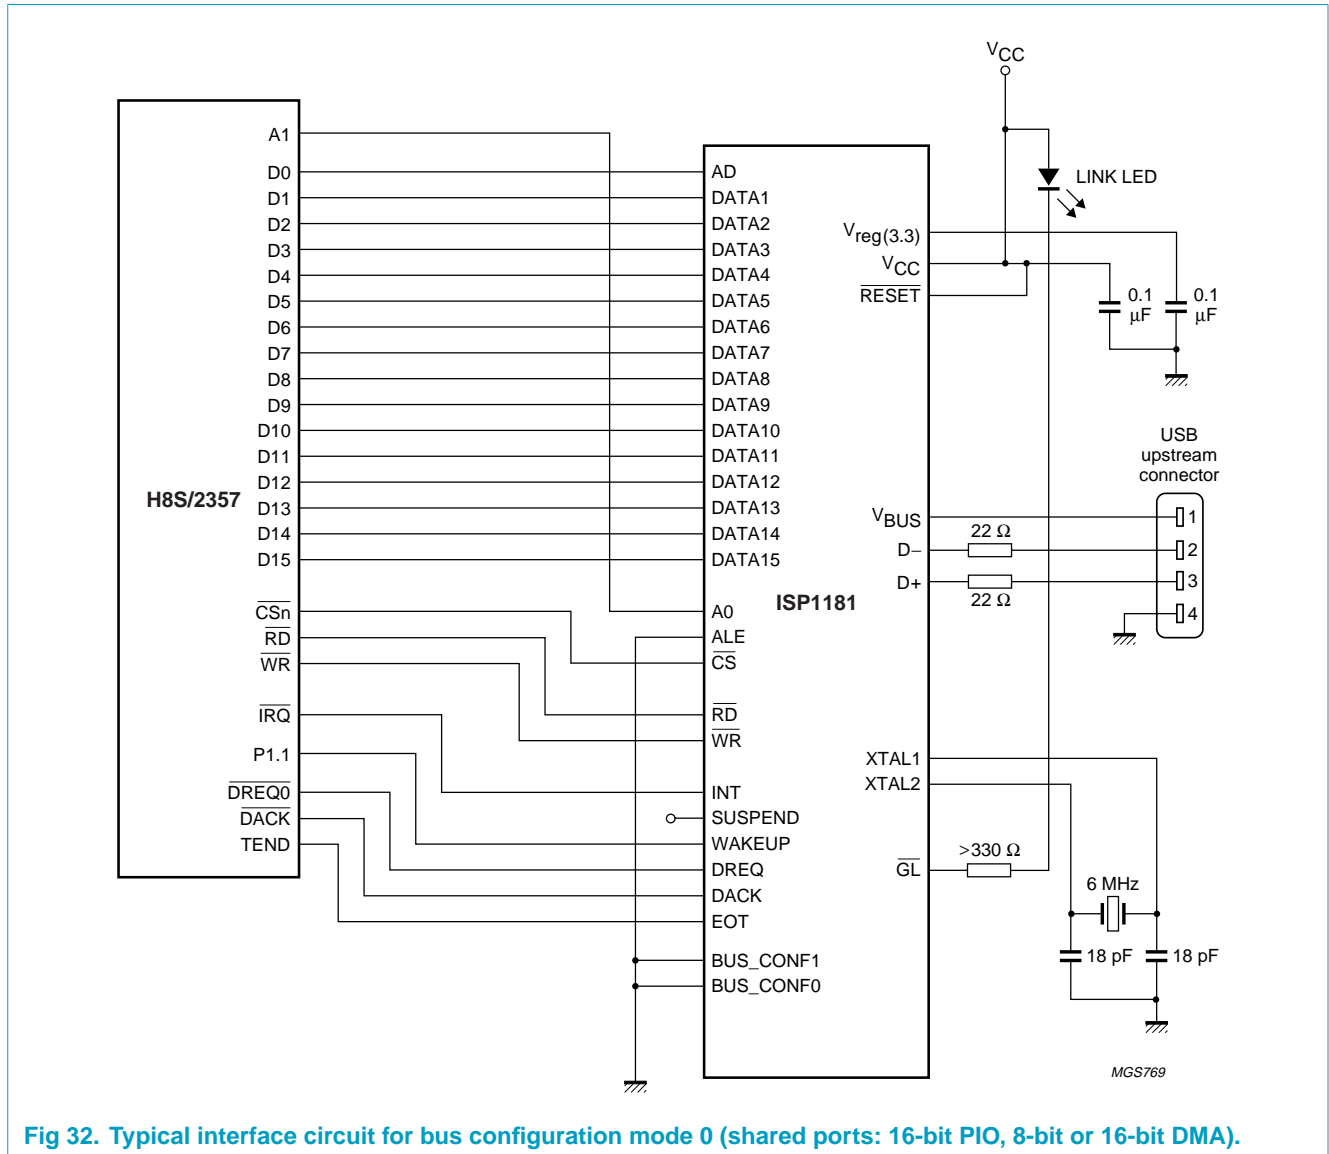 VCC
A1
D0
D1
D2
D3
D4
D5
D6
D7
D8
D9
D10
D11
D12
D13
D14
D15
CSn
RD
WR
IRQ
P1.1
DREQ0
DACK
TEND
H8S/2357
AD
DATA1
DATA2
DATA3
DATA4
DATA5
DATA6
DATA7
DATA8
DATA9
DATA10
DATA11
DATA12
DATA13
DATA14
DATA15
A0
ALE
CS
RD
WR
INT
SUSPEND
WAKEUP
DREQ
DACK
EOT
BUS_CONF1
BUS_CONF0
ISP1181
Vreg(3.3)
VCC
RESET
VBUS
D−
D+
XTAL1
XTAL2
GL
LINK LED
0.1
μF
0.1
μF
USB
upstream
connector
1
2
3
4
22 Ω
22 Ω
>330 Ω
6 MHz
18 pF
18 pF
MGS769
Fig 32. Typical interface circuit for bus configuration mode 0 (shared ports: 16-bit PIO, 8-bit or 16-bit DMA).